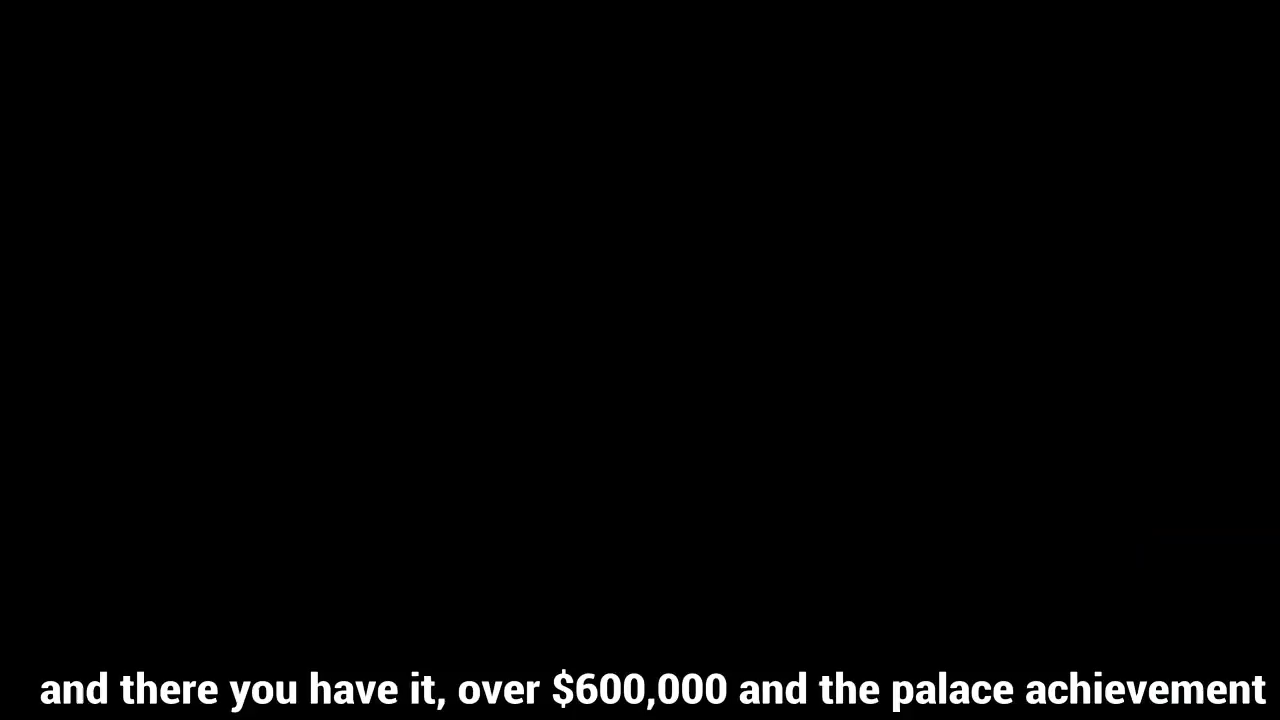 and there you have it, over $600,000 and the palace achievement